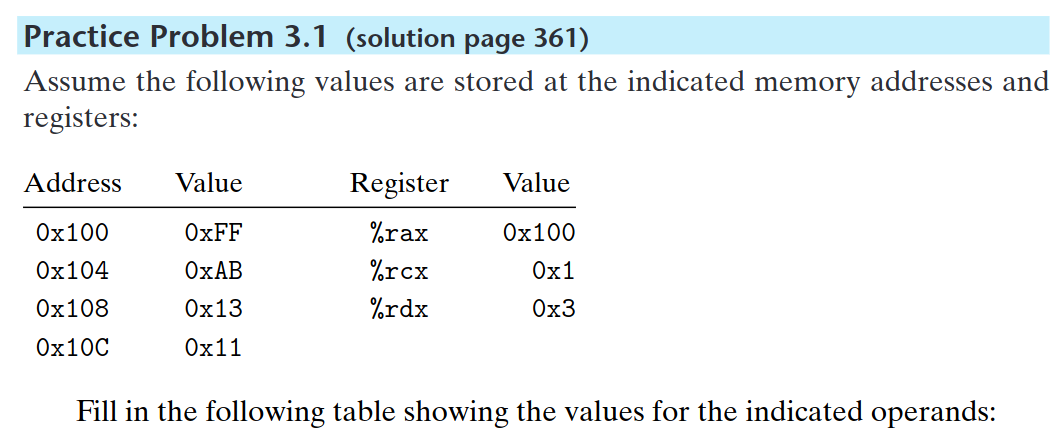 Practice Problem 3.1 (solution page 361)
Assume the following values are stored at the indicated memory addresses and
registers:
Address Value Register Value
0x100 0xFF %rax 0x100
0x104 0xAB %rcx 0x1
0x108 0x13 %rdx 0x3
0x10C 0x11
Fill in the following table showing the values for the indicated operands: